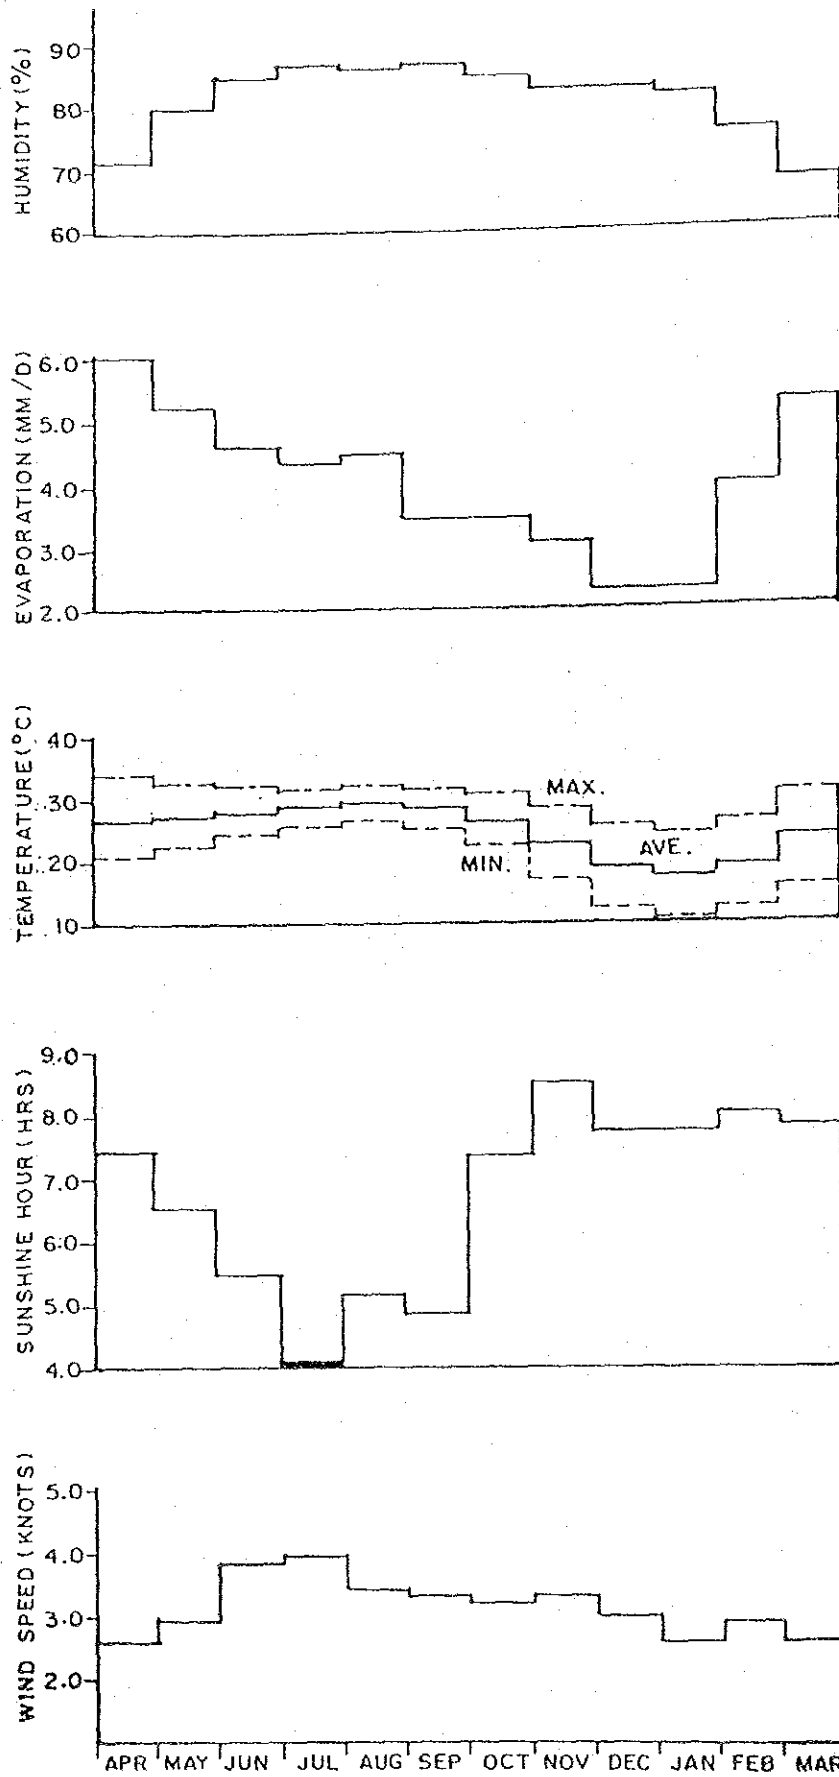 HUMIDITY (%)
90
80
70
60
EVAPORATION (MM/D)
6.0
5.0
4.0
3.0
2.0
TEMPERATURE (°C)
40
30
20
10
MAX.
AVE.
MIN.
SUNSHINE HOUR (HRS)
9.0
8.0
7.0
6.0
5.0
4.0
WIND SPEED (KNOTS)
5.0
4.0
3.0
2.0
APR MAY JUN JUL AUG SEP OCT NOV DEC JAN FEB MAR